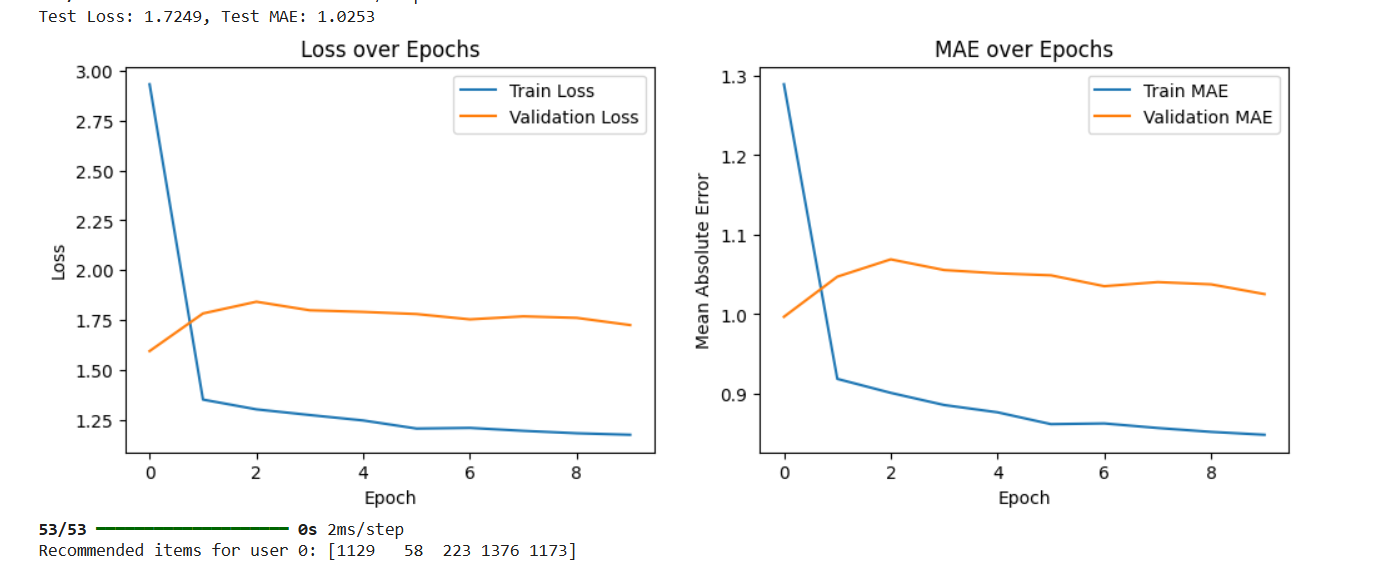 Test Loss: 1.7249, Test MAE: 1.0253
Loss over Epochs
3.00
2.75
2.50
2.25
2.00
1.75
1.50
1.25
Loss
Train Loss
Validation Loss
0 2 4 6 8
Epoch
MAE over Epochs
1.3
1.2
1.1
1.0
0.9
Mean Absolute Error
Train MAE
Validation MAE
0 2 4 6 8
Epoch
53/53 0s 2ms/step
Recommended items for user 0: [1129 58 223 1376 1173]